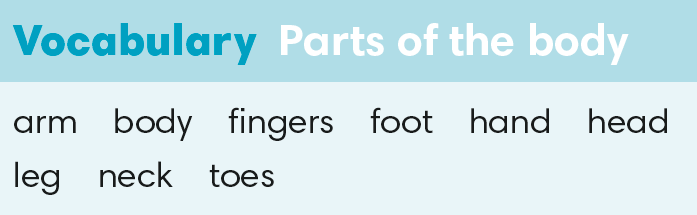 Vocabulary Parts of the body
arm body fingers foot hand head
leg neck toes